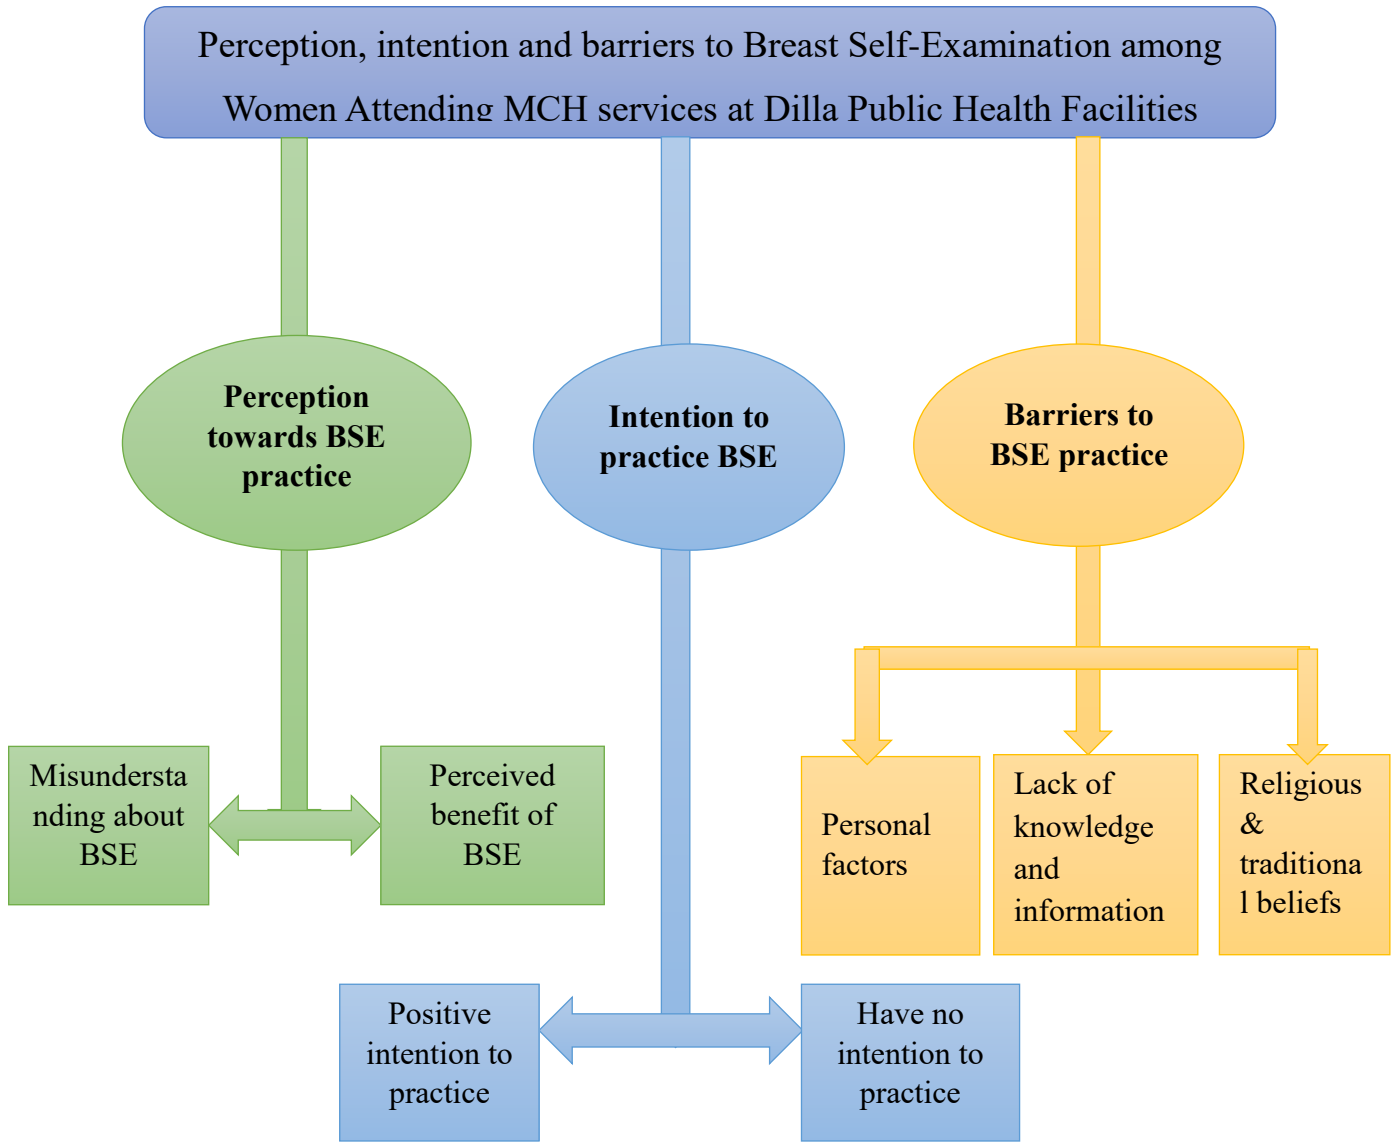 Perception, intention and barriers to Breast Self-Examination among
Women Attending MCH services at Dilla Public Health Facilities
Perception
towards BSE
practice
Intention to
practice BSE
Barriers to
BSE practice
Misundersta
nding about
BSE
Perceived
benefit of
BSE
Personal
factors
Lack of
knowledge
and
information
Religious
&
traditiona
l beliefs
Positive
intention to
practice
Have no
intention to
practice